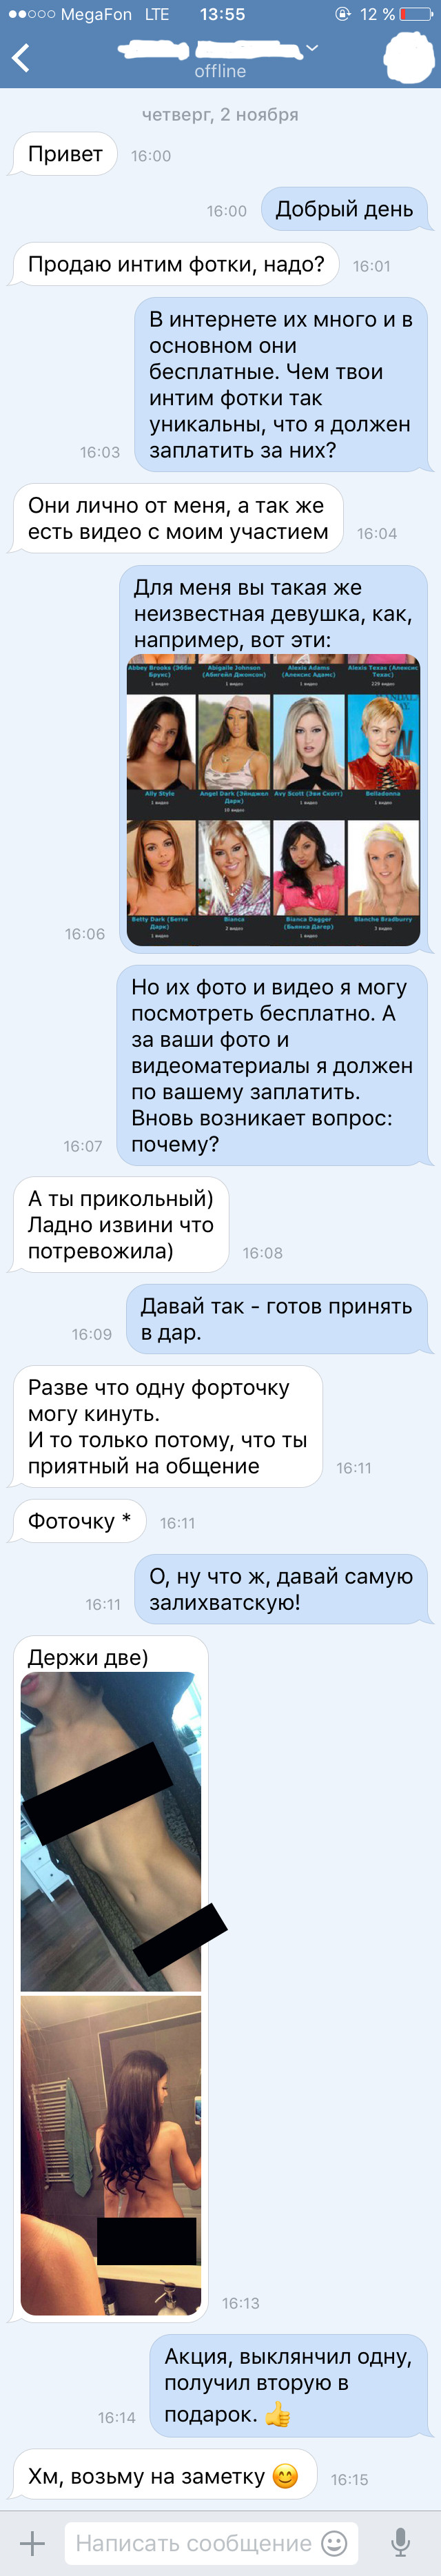 MegaFon LTE 13:55 12 %
offline
четверг, 2 ноября
Привет 16:00
16:00 Добрый день
Продаю интим фотки, надо? 16:01
В интернете их много и в
основном они
бесплатные. Чем твои
интим фотки так
уникальны, что я должен
16:03 заплатить за них?
Они лично от меня, а так же
есть видео с моим участием 16:04
Для меня вы такая же
неизвестная девушка, как,
например, вот эти:
Abbey Brooks (Эбби Abigaile Johnson Alexis Adams Alexis Texas (Алексис
Брукс) (Абигейл Джонсон) (Алексис Адамс) Техас)
1 видео 1 видео 1 видео
Ally Style Angel Dark (Эйнджел Avy Scott (Эви Скотт) Belladonna
Дарк)
1 видео 1 видео 1 видео
Betty Dark (Бетти Bianca Bianca Dagger Blanche Bradburry
Дарк) (Бьянка Дагер)
1 видео 2 видео 1 видео 3 видео
16:06
Но их фото и видео я могу
посмотреть бесплатно. А
за ваши фото и
видеоматериалы я должен
по вашему заплатить.
Вновь возникает вопрос:
16:07 почему?
А ты прикольный)
Ладно извини что
потревожила) 16:08
Давай так - готов принять
16:09 в дар.
Разве что одну форточку
могу кинуть.
И то только потому, что ты
приятный на общение 16:11
Фоточку * 16:11
О, ну что ж, давай самую
16:11 залихватскую!
Держи две)
16:13
Акция, выклянчил одну,
получил вторую в
16:14 подарок. 👍
Хм, возьму на заметку 😊 16:15
Написать сообщение